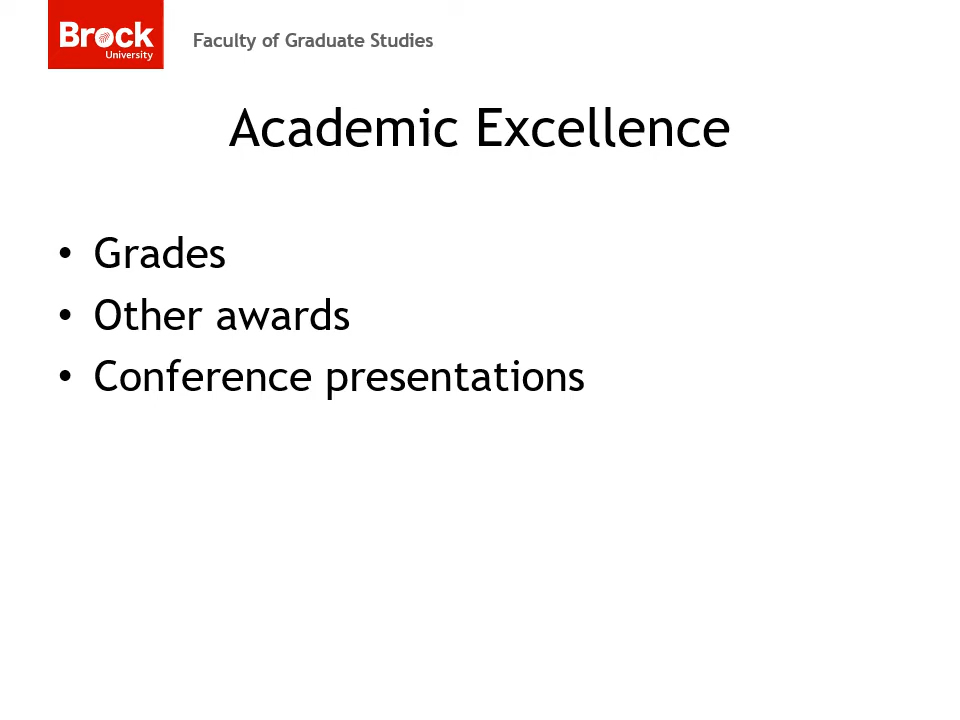 Brock
University
Faculty of Graduate Studies
Academic Excellence
• Grades
• Other awards
• Conference presentations